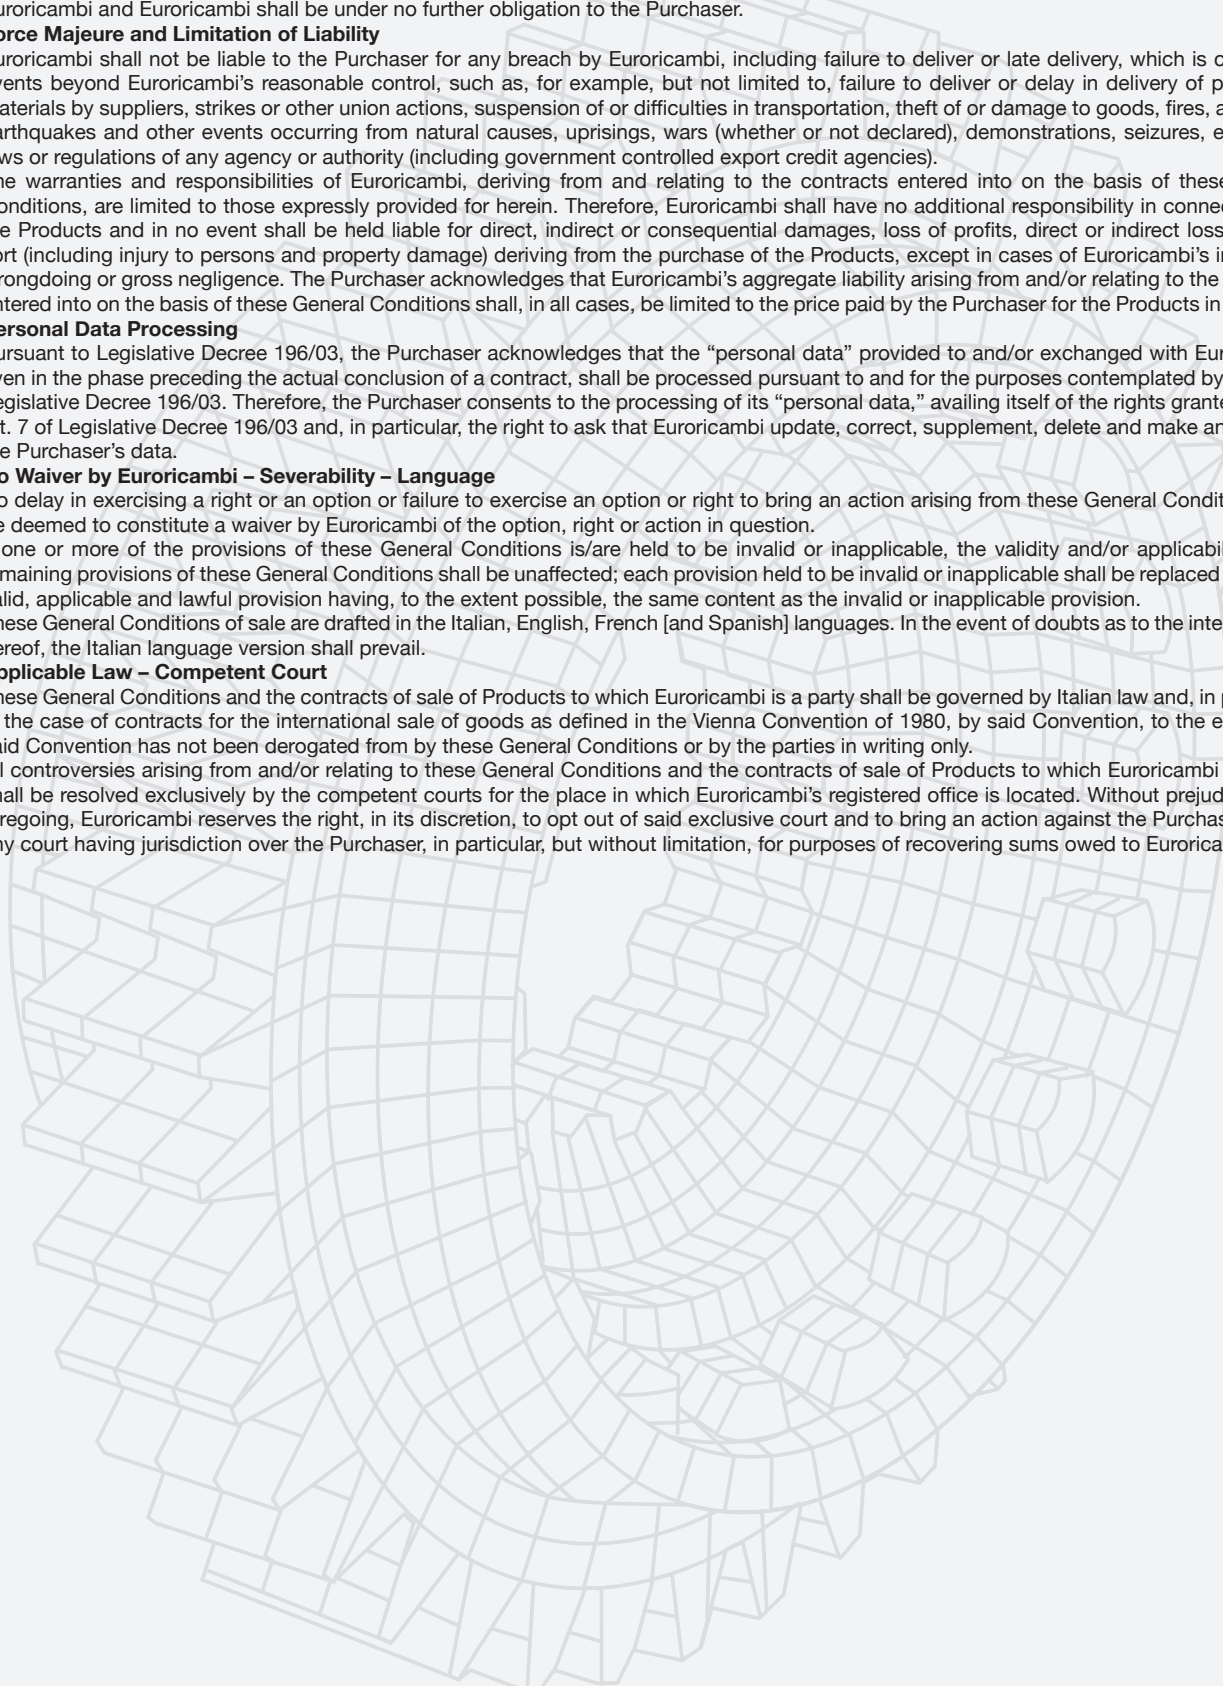 uroricambi and Euroricambi shall be under no further obligation to the Purchaser.
orce Majeure and Limitation of Liability
uroricambi shall not be liable to the Purchaser for any breach by Euroricambi, including failure to deliver or late delivery, which is c
vents beyond Euroricambi’s reasonable control, such as, for example, but not limited to, failure to deliver or delay in delivery of p
aterials by suppliers, strikes or other union actions, suspension of or difficulties in transportation, theft of or damage to goods, fires, a
arthquakes and other events occurring from natural causes, uprisings, wars (whether or not declared), demonstrations, seizures, e
ws or regulations of any agency or authority (including government controlled export credit agencies).
he warranties and responsibilities of Euroricambi, deriving from and relating to the contracts entered into on the basis of these
onditions, are limited to those expressly provided for herein. Therefore, Euroricambi shall have no additional responsibility in connec
e Products and in no event shall be held liable for direct, indirect or consequential damages, loss of profits, direct or indirect loss
ort (including injury to persons and property damage) deriving from the purchase of the Products, except in cases of Euroricambi’s in
rongdoing or gross negligence. The Purchaser acknowledges that Euroricambi’s aggregate liability arising from and/or relating to the
ntered into on the basis of these General Conditions shall, in all cases, be limited to the price paid by the Purchaser for the Products in
ersonal Data Processing
ursuant to Legislative Decree 196/03, the Purchaser acknowledges that the “personal data” provided to and/or exchanged with Eur
ven in the phase preceding the actual conclusion of a contract, shall be processed pursuant to and for the purposes contemplated by
egislative Decree 196/03. Therefore, the Purchaser consents to the processing of its “personal data,” availing itself of the rights grante
t. 7 of Legislative Decree 196/03 and, in particular, the right to ask that Euroricambi update, correct, supplement, delete and make an
e Purchaser’s data.
o Waiver by Euroricambi – Severability – Language
o delay in exercising a right or an option or failure to exercise an option or right to bring an action arising from these General Condit
e deemed to constitute a waiver by Euroricambi of the option, right or action in question.
one or more of the provisions of these General Conditions is/are held to be invalid or inapplicable, the validity and/or applicabil
maining provisions of these General Conditions shall be unaffected; each provision held to be invalid or inapplicable shall be replaced
alid, applicable and lawful provision having, to the extent possible, the same content as the invalid or inapplicable provision.
hese General Conditions of sale are drafted in the Italian, English, French [and Spanish] languages. In the event of doubts as to the inte
ereof, the Italian language version shall prevail.
pplicable Law – Competent Court
hese General Conditions and the contracts of sale of Products to which Euroricambi is a party shall be governed by Italian law and, in p
the case of contracts for the international sale of goods as defined in the Vienna Convention of 1980, by said Convention, to the e
aid Convention has not been derogated from by these General Conditions or by the parties in writing only.
l controversies arising from and/or relating to these General Conditions and the contracts of sale of Products to which Euroricambi
hall be resolved exclusively by the competent courts for the place in which Euroricambi’s registered office is located. Without prejud
regoing, Euroricambi reserves the right, in its discretion, to opt out of said exclusive court and to bring an action against the Purchas
ny court having jurisdiction over the Purchaser, in particular, but without limitation, for purposes of recovering sums owed to Eurorica